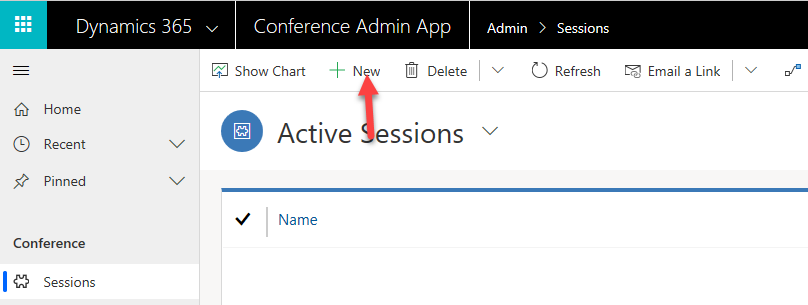 Dynamics 365 Conference Admin App Admin > Sessions
Show Chart New Delete Refresh Email a Link
Home
Recent
Pinned
Active Sessions
Name
Conference
Sessions